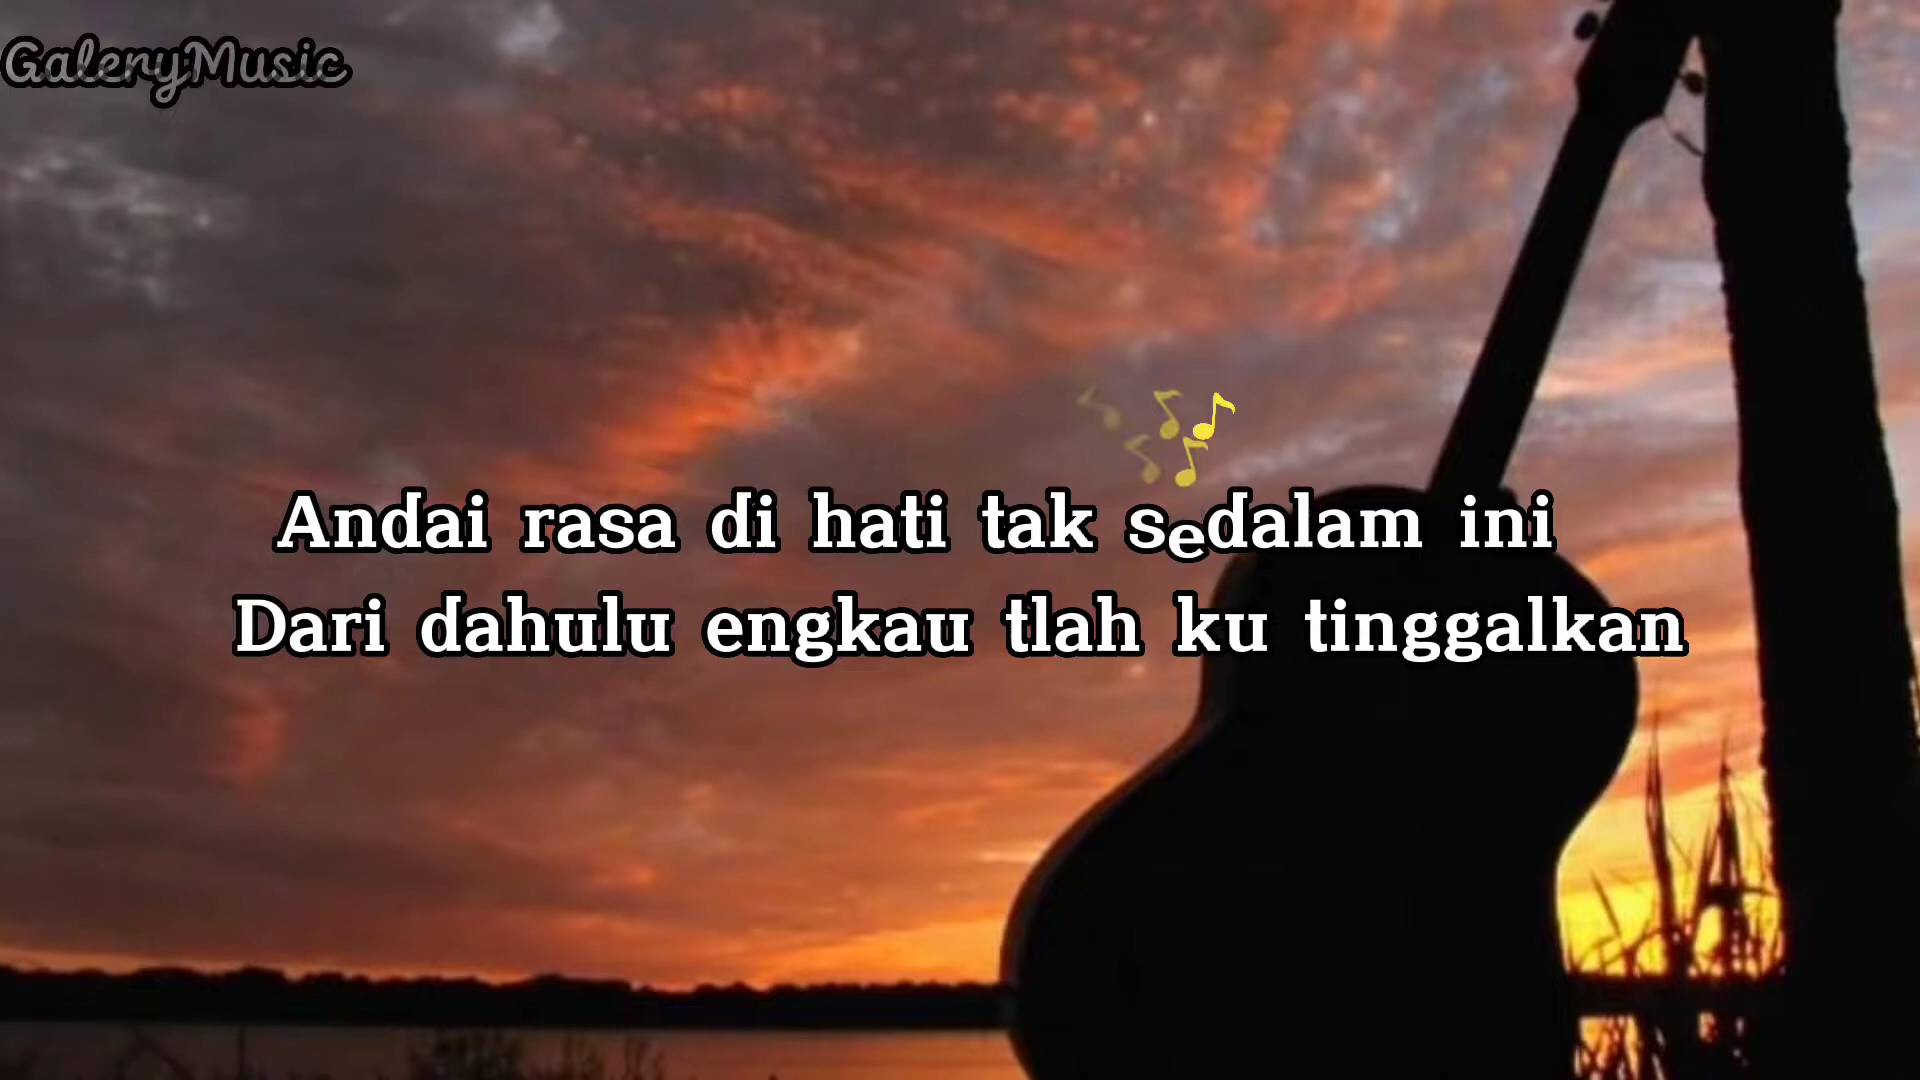 GaleryMusic
Andai rasa di hati tak sedalam ini
Dari dahulu engkau tlah ku tinggalkan